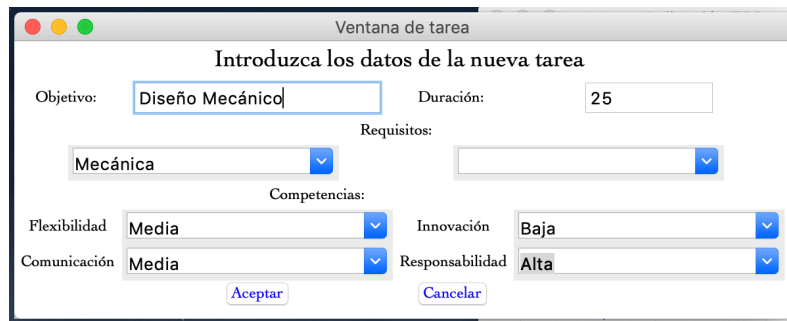 Ventana de tarea
Introduzca los datos de la nueva tarea
Objetivo: Diseño Mecánico Duración: 25
Requisitos:
Mecánica
Competencias:
Flexibilidad Media Innovación Baja
Comunicación Media Responsabilidad Alta
Aceptar Cancelar